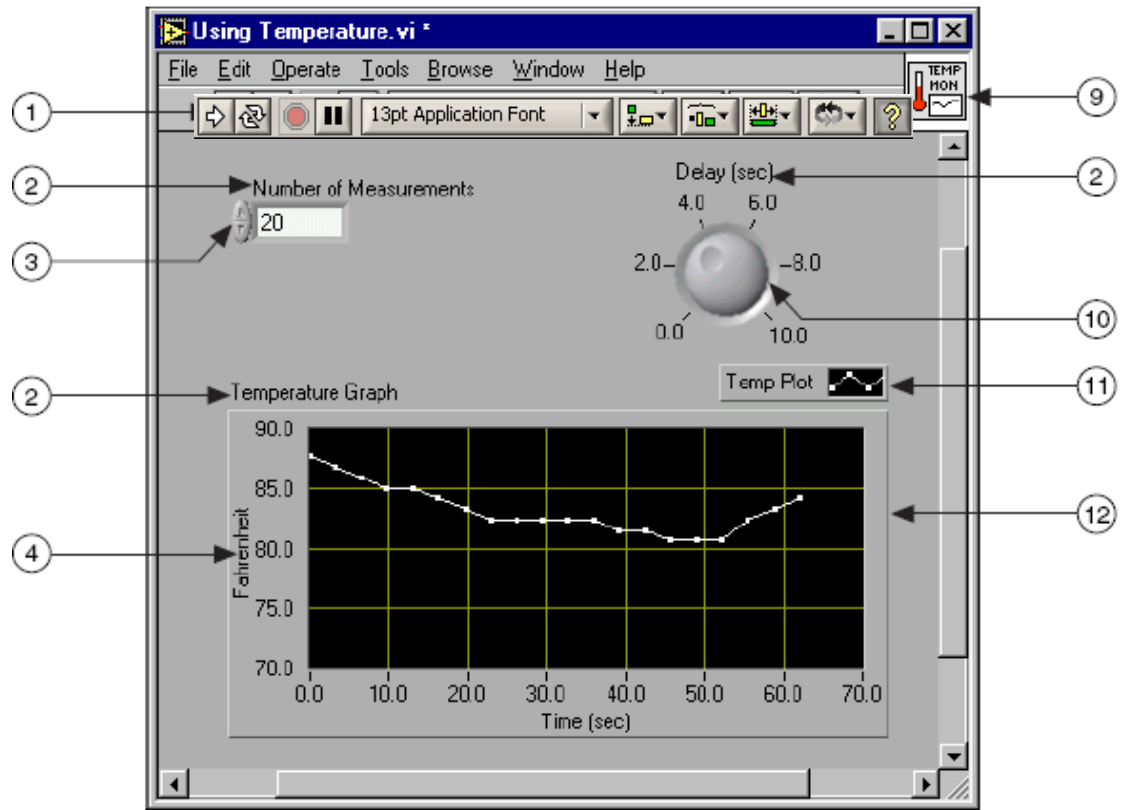 Using Temperature.vi *
File Edit Operate Tools Browse Window Help
TEMP
MON
9
1
13pt Application Font
?
2
Number of Measurements
Delay (sec)
2
20
3
4.0 6.0
2.0 8.0
0.0 10.0
10
Temp Plot
11
2
Temperature Graph
90.0
85.0
12
4
Fahrenheit
80.0
75.0
70.0
0.0 10.0 20.0 30.0 40.0 50.0 60.0 70.0
Time (sec)